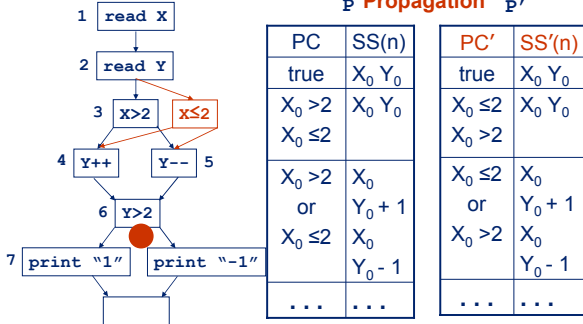 P Propagation P'
1 read X
2 read Y
3 X>2 X≤2
4 Y++ Y-- 5
6 Y>2
7 print “1” print “-1”
PC SS(n)
true X₀ Y₀
X₀ >2 X₀ Y₀
X₀ ≤2
X₀ >2 X₀
or Y₀ + 1
X₀ ≤2 X₀
Y₀ - 1
. . . . . .
PC′ SS′(n)
true X₀ Y₀
X₀ ≤2 X₀ Y₀
X₀ >2
X₀ ≤2 X₀
or Y₀ + 1
X₀ >2 X₀
Y₀ - 1
. . . . . .